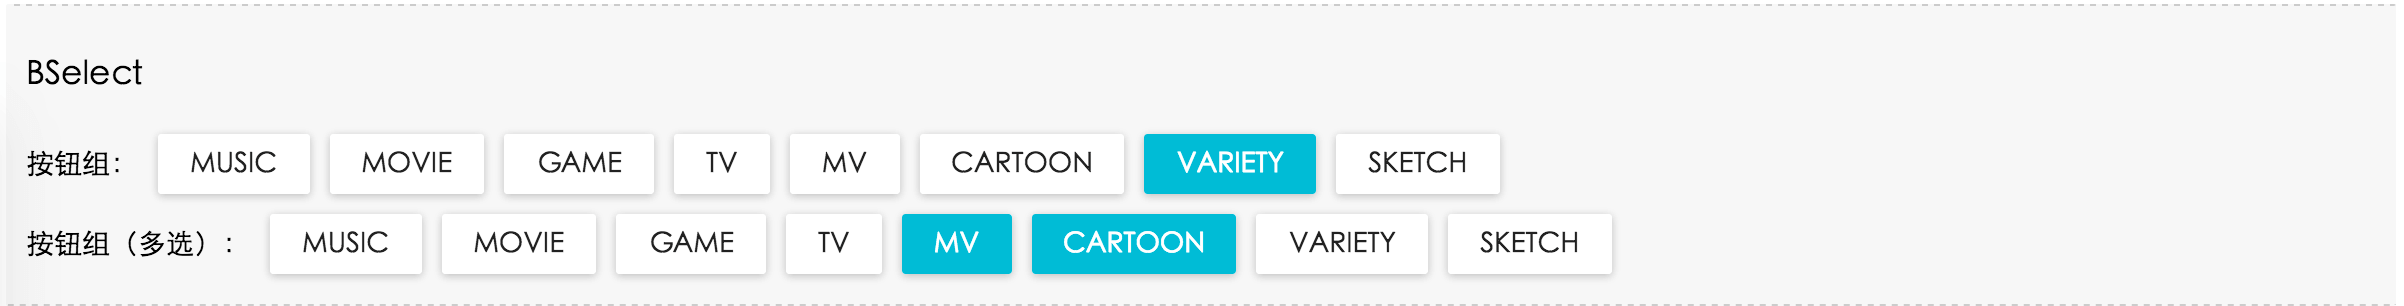 BSelect
按钮组： MUSIC MOVIE GAME TV MV CARTOON VARIETY SKETCH
按钮组（多选）： MUSIC MOVIE GAME TV MV CARTOON VARIETY SKETCH